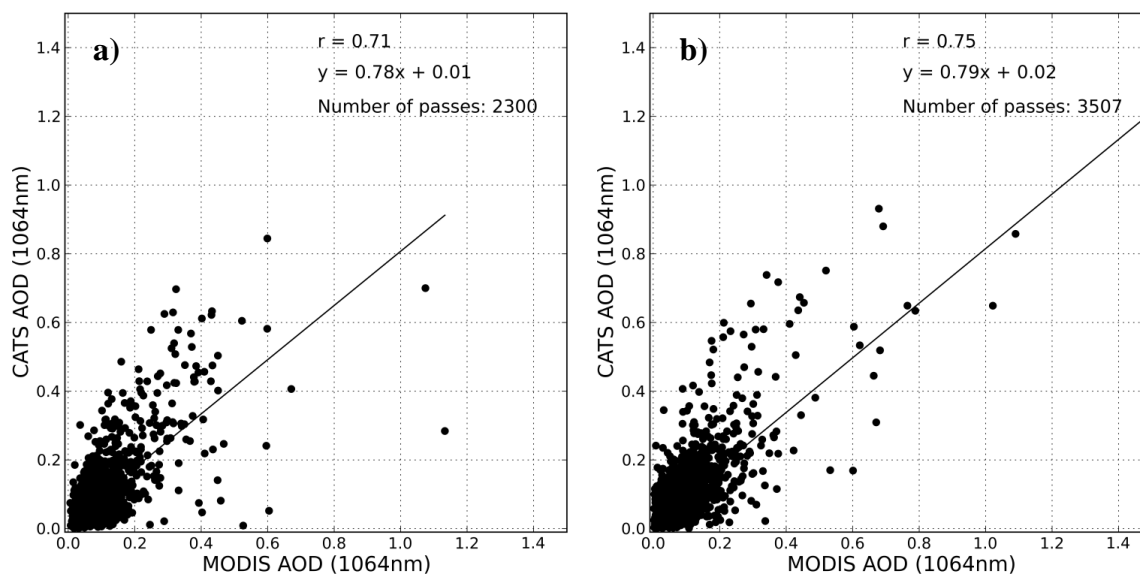 a)
r = 0.71
y = 0.78x + 0.01
Number of passes: 2300
1.4
1.2
1.0
0.8
0.6
0.4
0.2
0.0
CATS AOD (1064nm)
0.0 0.2 0.4 0.6 0.8 1.0 1.2 1.4
MODIS AOD (1064nm)
b)
r = 0.75
y = 0.79x + 0.02
Number of passes: 3507
1.4
1.2
1.0
0.8
0.6
0.4
0.2
0.0
CATS AOD (1064nm)
0.0 0.2 0.4 0.6 0.8 1.0 1.2 1.4
MODIS AOD (1064nm)